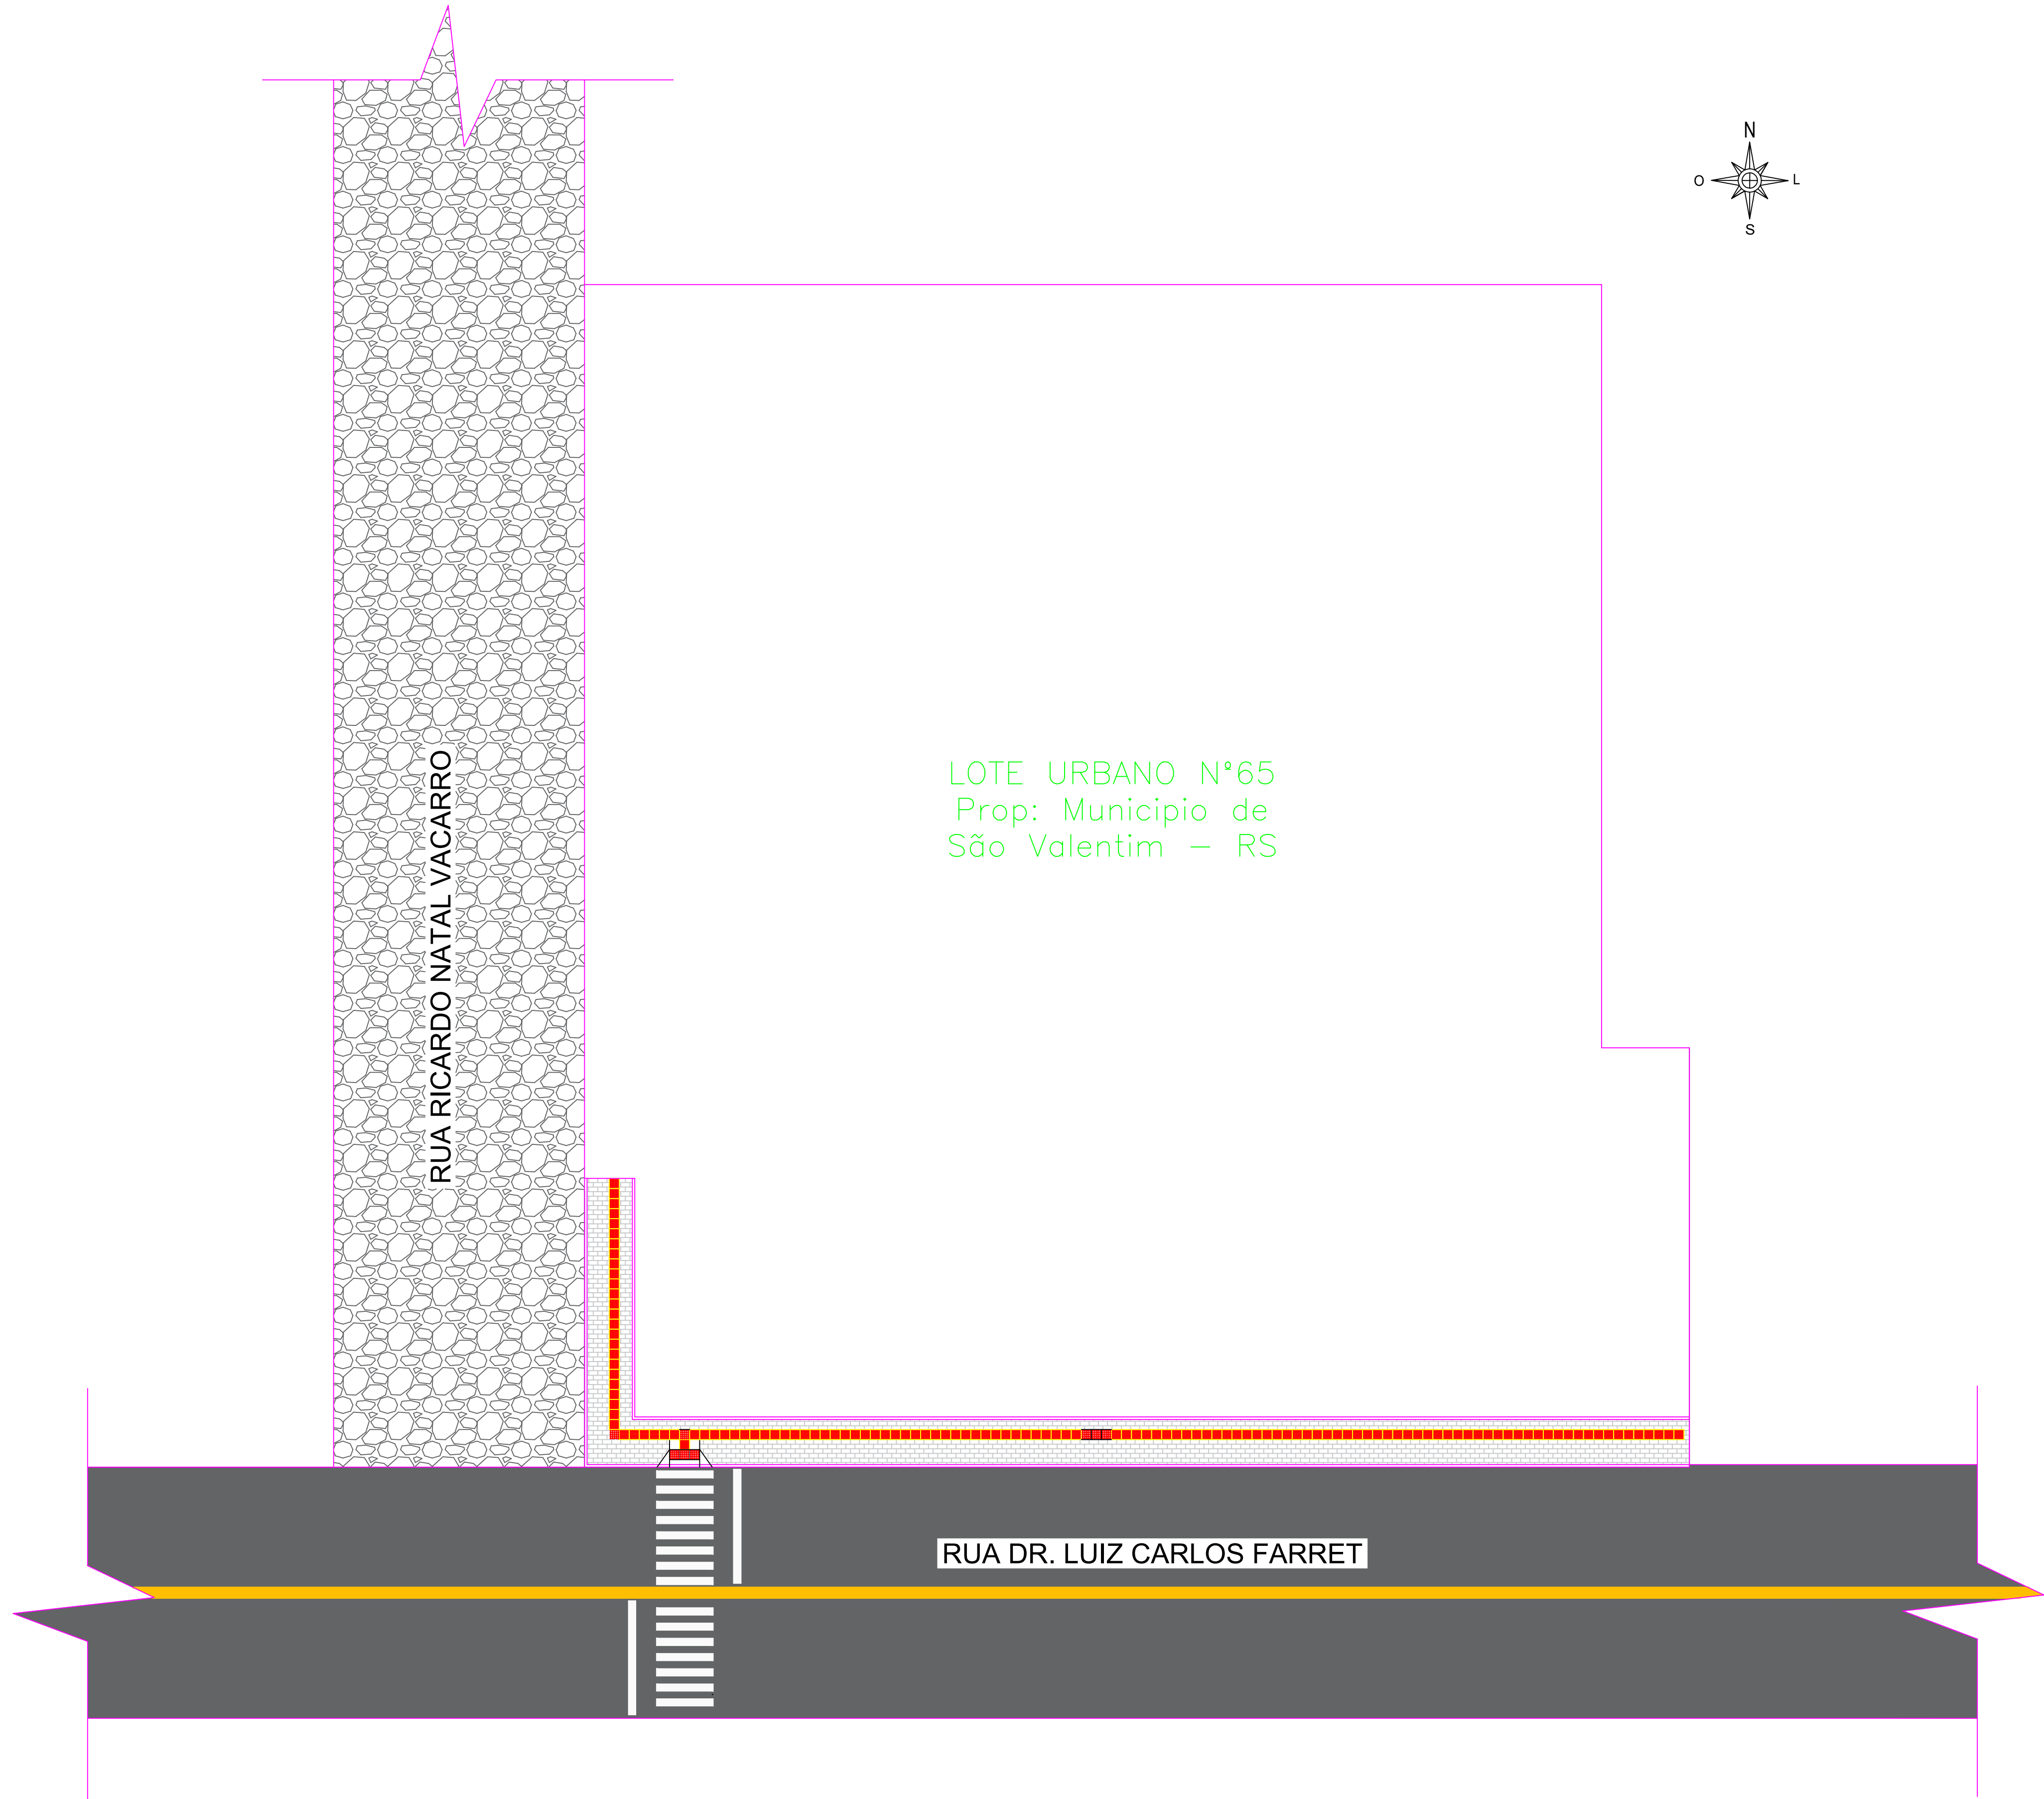 N
O
L
S
LOTE URBANO N°65
Prop: Municipio de
São Valentim – RS
RUA RICARDO NATAL VACARRO
RUA DR. LUIZ CARLOS FARRET